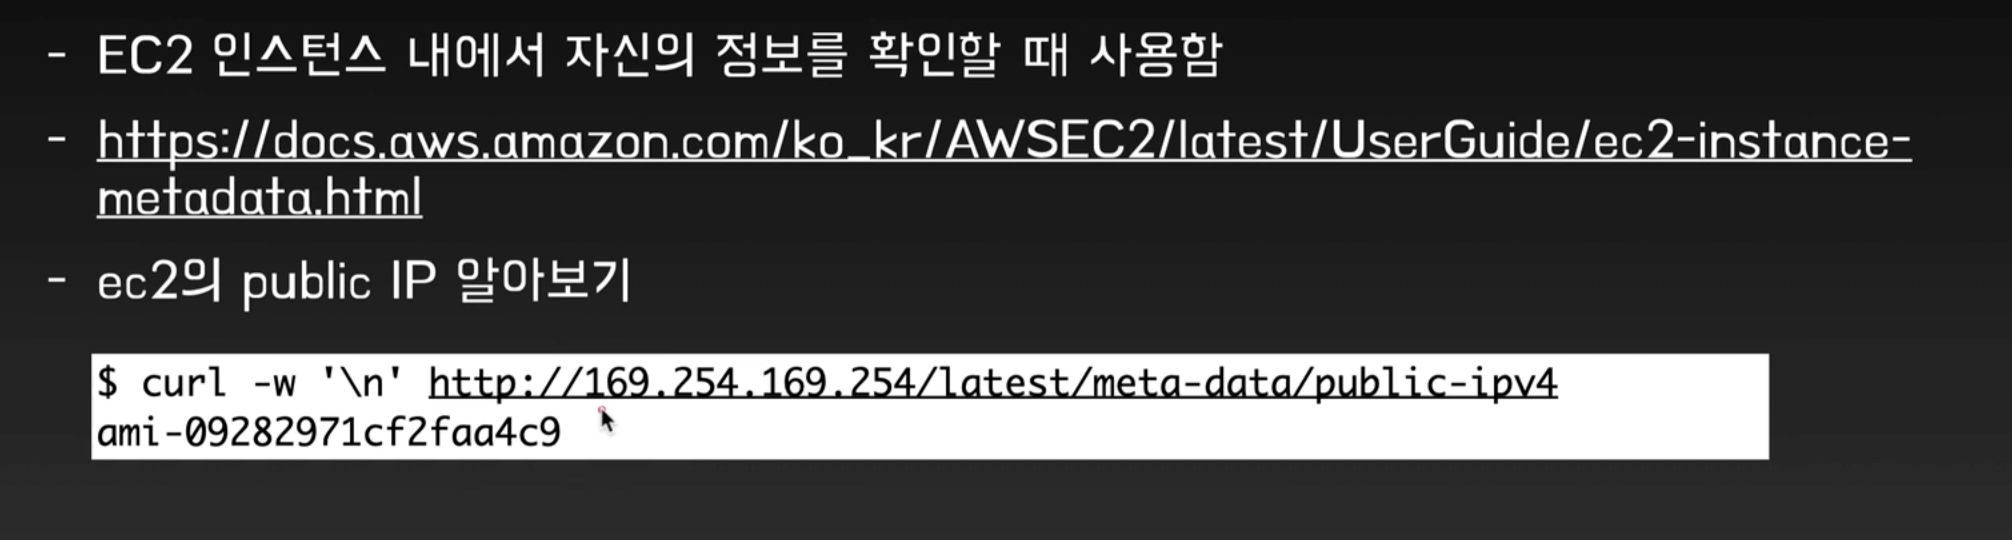 - EC2 인스턴스 내에서 자신의 정보를 확인할 때 사용함
- https://docs.aws.amazon.com/ko_kr/AWSEC2/latest/UserGuide/ec2-instance-
metadata.html
- ec2의 public IP 알아보기
$ curl -w '\n' http://169.254.169.254/latest/meta-data/public-ipv4
ami-09282971cf2faa4c9